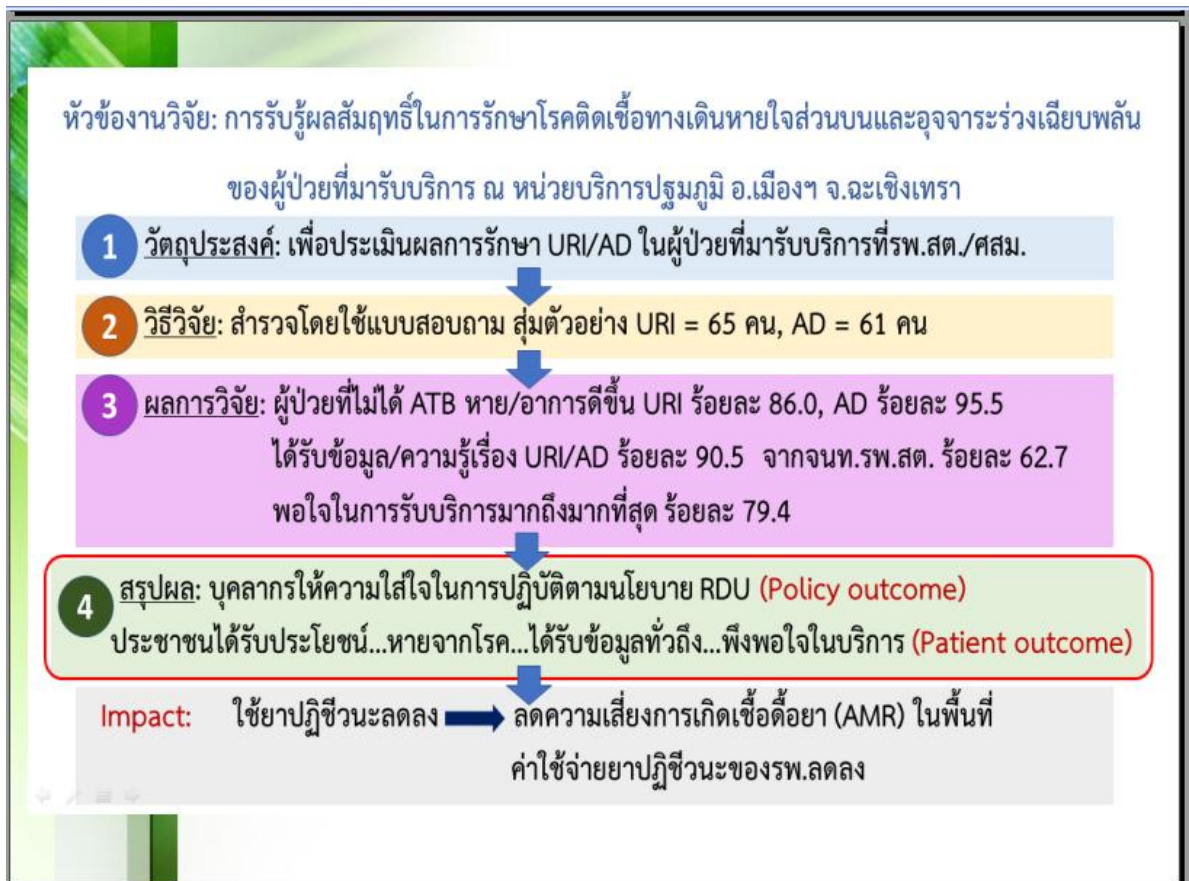 หัวข้องานวิจัย: การรับรู้ผลสัมฤทธิ์ในการรักษาโรคติดเชื้อทางเดินหายใจส่วนบนและอุจจาระร่วงเฉียบพลัน
ของผู้ป่วยที่มารับบริการ ณ หน่วยบริการปฐมภูมิ อ.เมืองฯ จ.ฉะเชิงเทรา
1 วัตถุประสงค์: เพื่อประเมินผลการรักษา URI/AD ในผู้ป่วยที่มารับบริการที่รพ.สต./ศสม.
2 วิธีวิจัย: สำรวจโดยใช้แบบสอบถาม สุ่มตัวอย่าง URI = 65 คน, AD = 61 คน
3 ผลการวิจัย: ผู้ป่วยที่ไม่ได้ ATB หาย/อาการดีขึ้น URI ร้อยละ 86.0, AD ร้อยละ 95.5
ได้รับข้อมูล/ความรู้เรื่อง URI/AD ร้อยละ 90.5 จากจนท.รพ.สต. ร้อยละ 62.7
พอใจในการรับบริการมากถึงมากที่สุด ร้อยละ 79.4
4 สรุปผล: บุคลากรให้ความใส่ใจในการปฏิบัติตามนโยบาย RDU (Policy outcome)
ประชาชนได้รับประโยชน์...หายจากโรค...ได้รับข้อมูลทั่วถึง...พึงพอใจในบริการ (Patient outcome)
Impact: ใช้ยาปฏิชีวนะลดลง ลดความเสี่ยงการเกิดเชื้อดื้อยา (AMR) ในพื้นที่
ค่าใช้จ่ายยาปฏิชีวนะของรพ.ลดลง